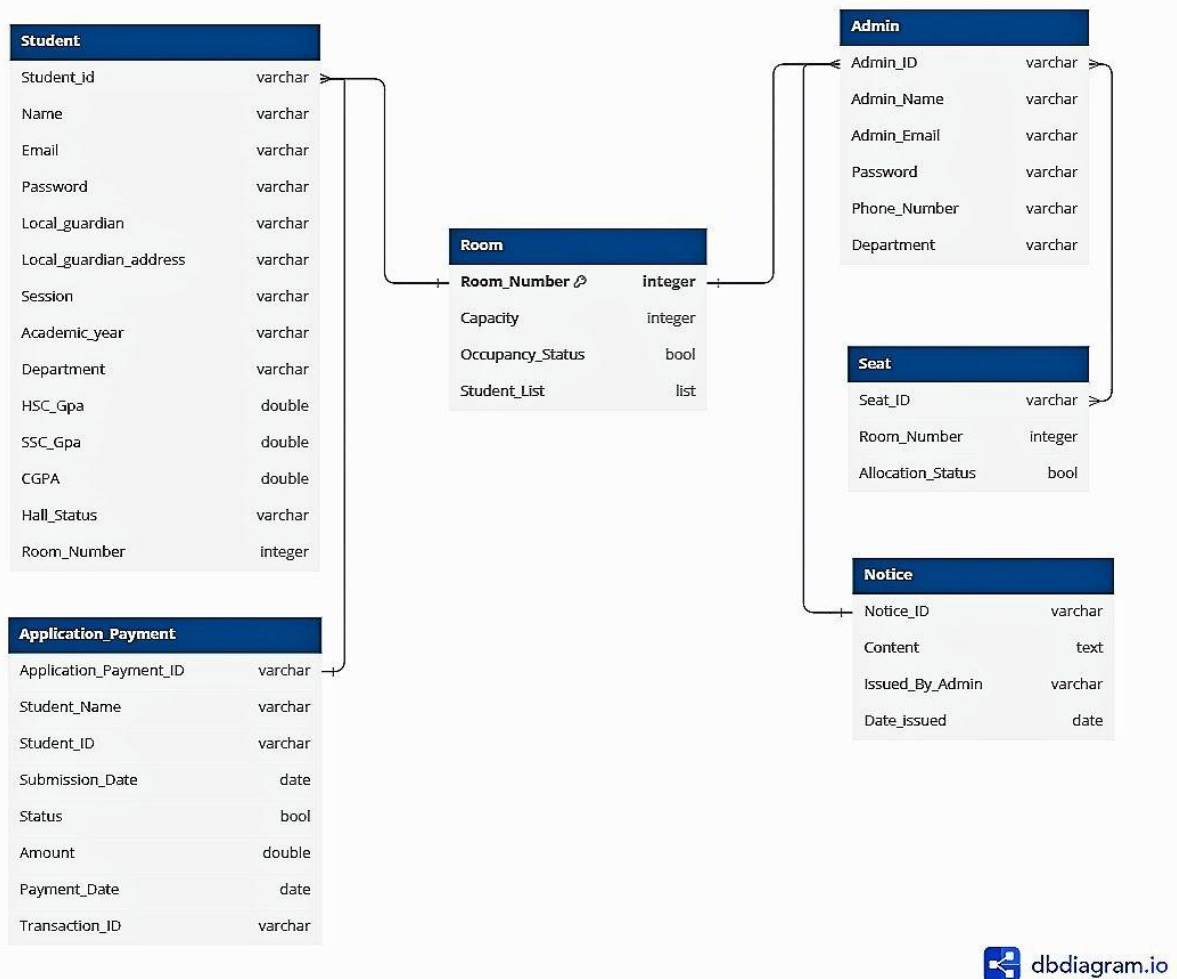 Student
Student_id varchar
Name varchar
Email varchar
Password varchar
Local_guardian varchar
Local_guardian_address varchar
Session varchar
Academic_year varchar
Department varchar
HSC_Gpa double
SSC_Gpa double
CGPA double
Hall_Status varchar
Room_Number integer
Application_Payment
Application_Payment_ID varchar
Student_Name varchar
Student_ID varchar
Submission_Date date
Status bool
Amount double
Payment_Date date
Transaction_ID varchar
Room
Room_Number integer
Capacity integer
Occupancy_Status bool
Student_List list
Admin
Admin_ID varchar
Admin_Name varchar
Admin_Email varchar
Password varchar
Phone_Number varchar
Department varchar
Seat
Seat_ID varchar
Room_Number integer
Allocation_Status bool
Notice
Notice_ID varchar
Content text
Issued_By_Admin varchar
Date_issued date
dbdiagram.io